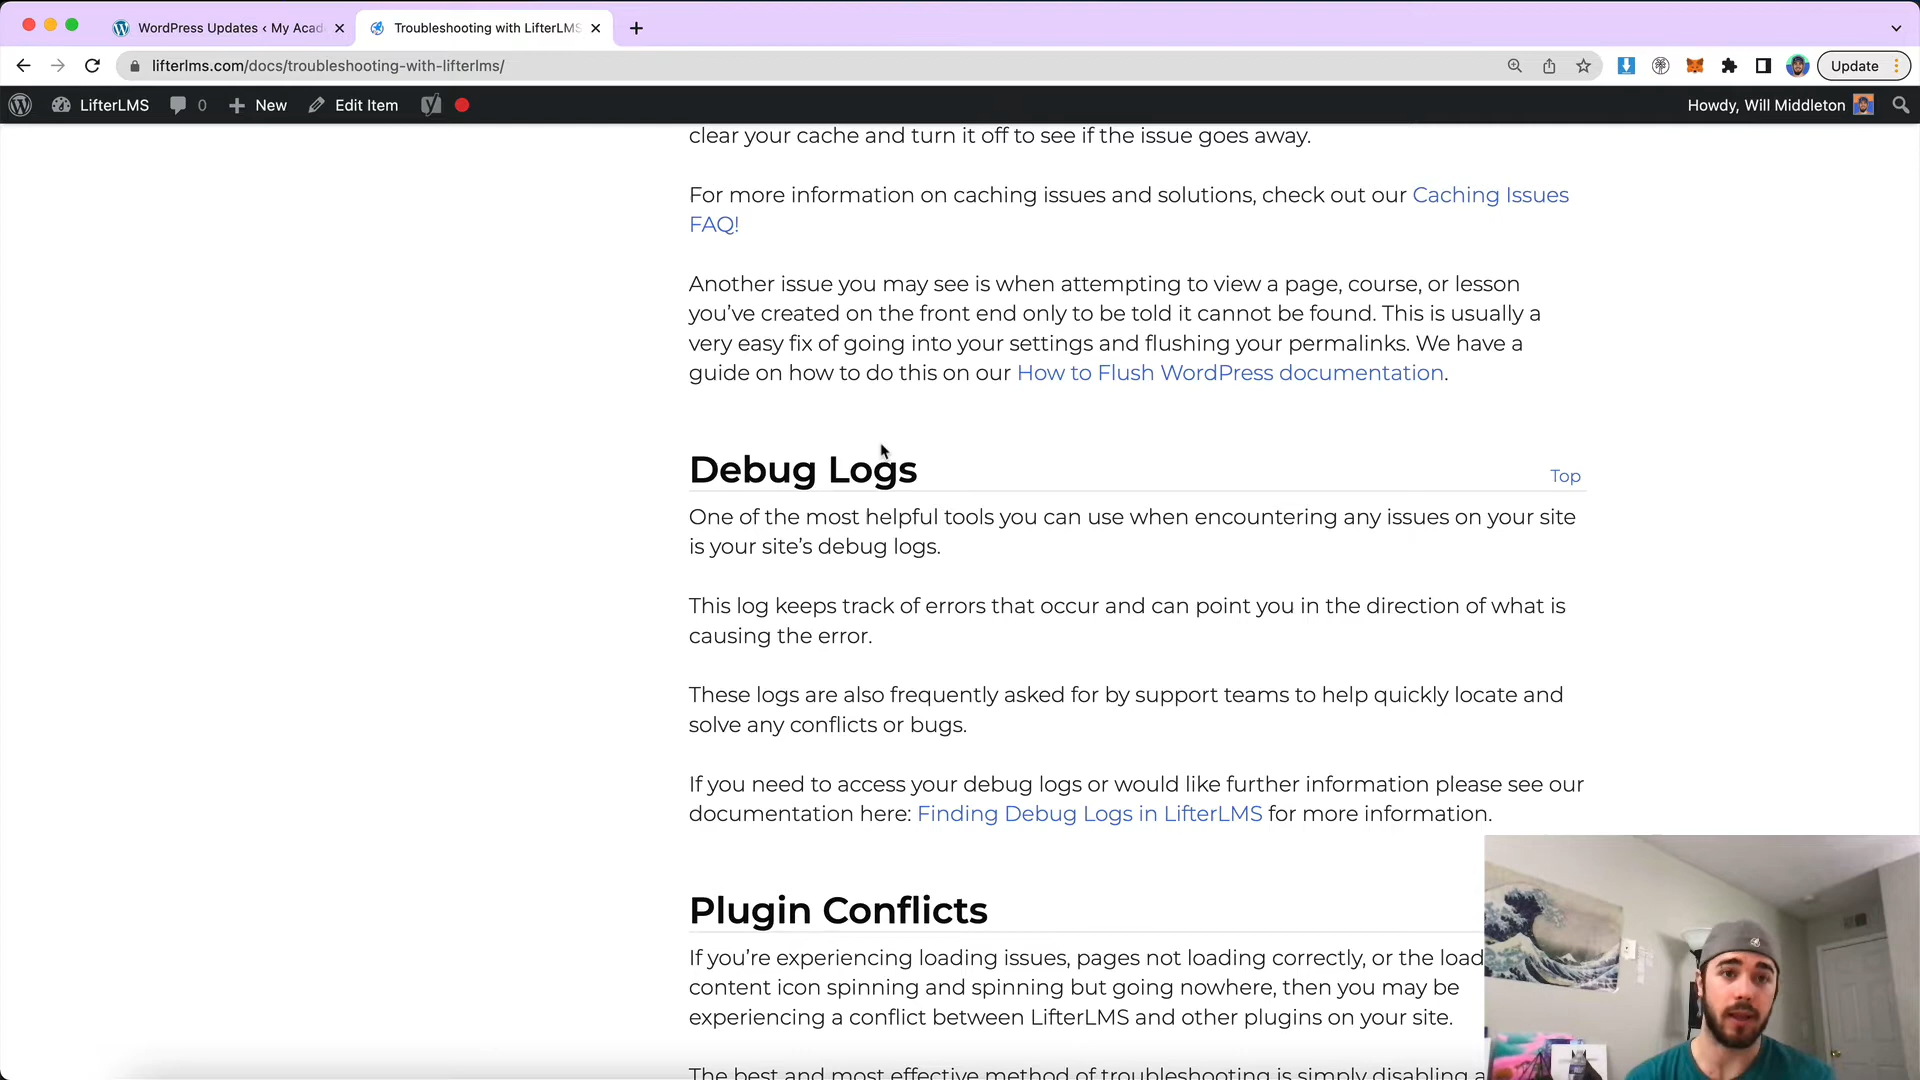 WordPress Updates ‹ My Acad
Troubleshooting with LifterLMS
lifterlms.com/docs/troubleshooting-with-lifterlms/
Update
LifterLMS 0 New Edit Item
Howdy, Will Middleton
clear your cache and turn it off to see if the issue goes away.
For more information on caching issues and solutions, check out our Caching Issues
FAQ!
Another issue you may see is when attempting to view a page, course, or lesson
you’ve created on the front end only to be told it cannot be found. This is usually a
very easy fix of going into your settings and flushing your permalinks. We have a
guide on how to do this on our How to Flush WordPress documentation.
Debug Logs
Top
One of the most helpful tools you can use when encountering any issues on your site
is your site’s debug logs.
This log keeps track of errors that occur and can point you in the direction of what is
causing the error.
These logs are also frequently asked for by support teams to help quickly locate and
solve any conflicts or bugs.
If you need to access your debug logs or would like further information please see our
documentation here: Finding Debug Logs in LifterLMS for more information.
Plugin Conflicts
If you’re experiencing loading issues, pages not loading correctly, or the load
content icon spinning and spinning but going nowhere, then you may be
experiencing a conflict between LifterLMS and other plugins on your site.
The best and most effective method of troubleshooting is simply disabling a